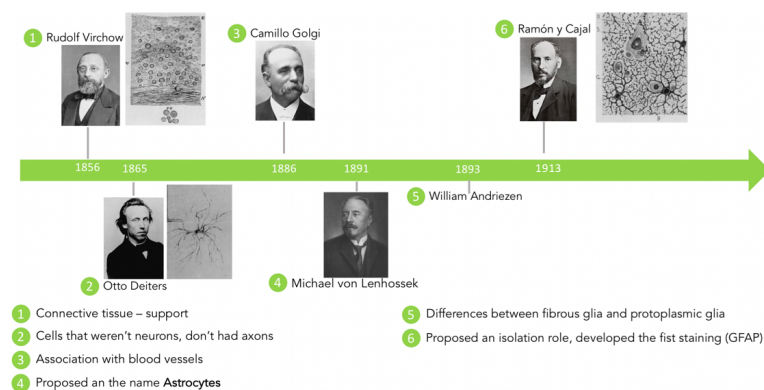 1 Rudolf Virchow
3 Camillo Golgi
6 Ramón y Cajal
1856
1865
1886
1891
1893
1913
5 William Andriezen
2 Otto Deiters
4 Michael von Lenhossek
1 Connective tissue – support
2 Cells that weren't neurons, don't had axons
3 Association with blood vessels
4 Proposed an the name Astrocytes
5 Differences between fibrous glia and protoplasmic glia
6 Proposed an isolation role, developed the fist staining (GFAP)